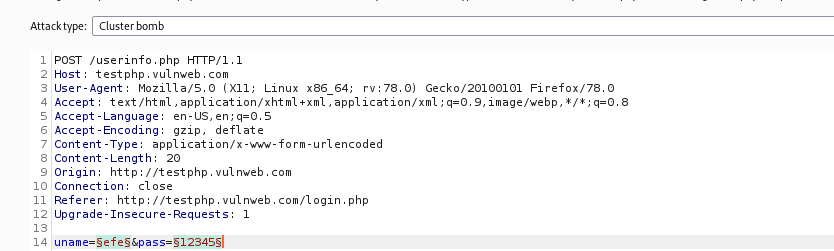 Attack type: Cluster bomb
1 POST /userinfo.php HTTP/1.1
2 Host: testphp.vulnweb.com
3 User-Agent: Mozilla/5.0 (X11; Linux x86_64; rv:78.0) Gecko/20100101 Firefox/78.0
4 Accept: text/html,application/xhtml+xml,application/xml;q=0.9,image/webp,*/*;q=0.8
5 Accept-Language: en-US,en;q=0.5
6 Accept-Encoding: gzip, deflate
7 Content-Type: application/x-www-form-urlencoded
8 Content-Length: 20
9 Origin: http://testphp.vulnweb.com
10 Connection: close
11 Referer: http://testphp.vulnweb.com/login.php
12 Upgrade-Insecure-Requests: 1
13
14 uname=§efe§&pass=§12345§